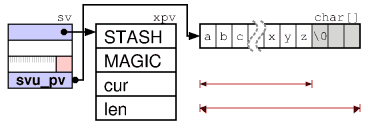 sv
xpv
char[]
STASH
MAGIC
cur
len
svu_pv
a b c x y z \0